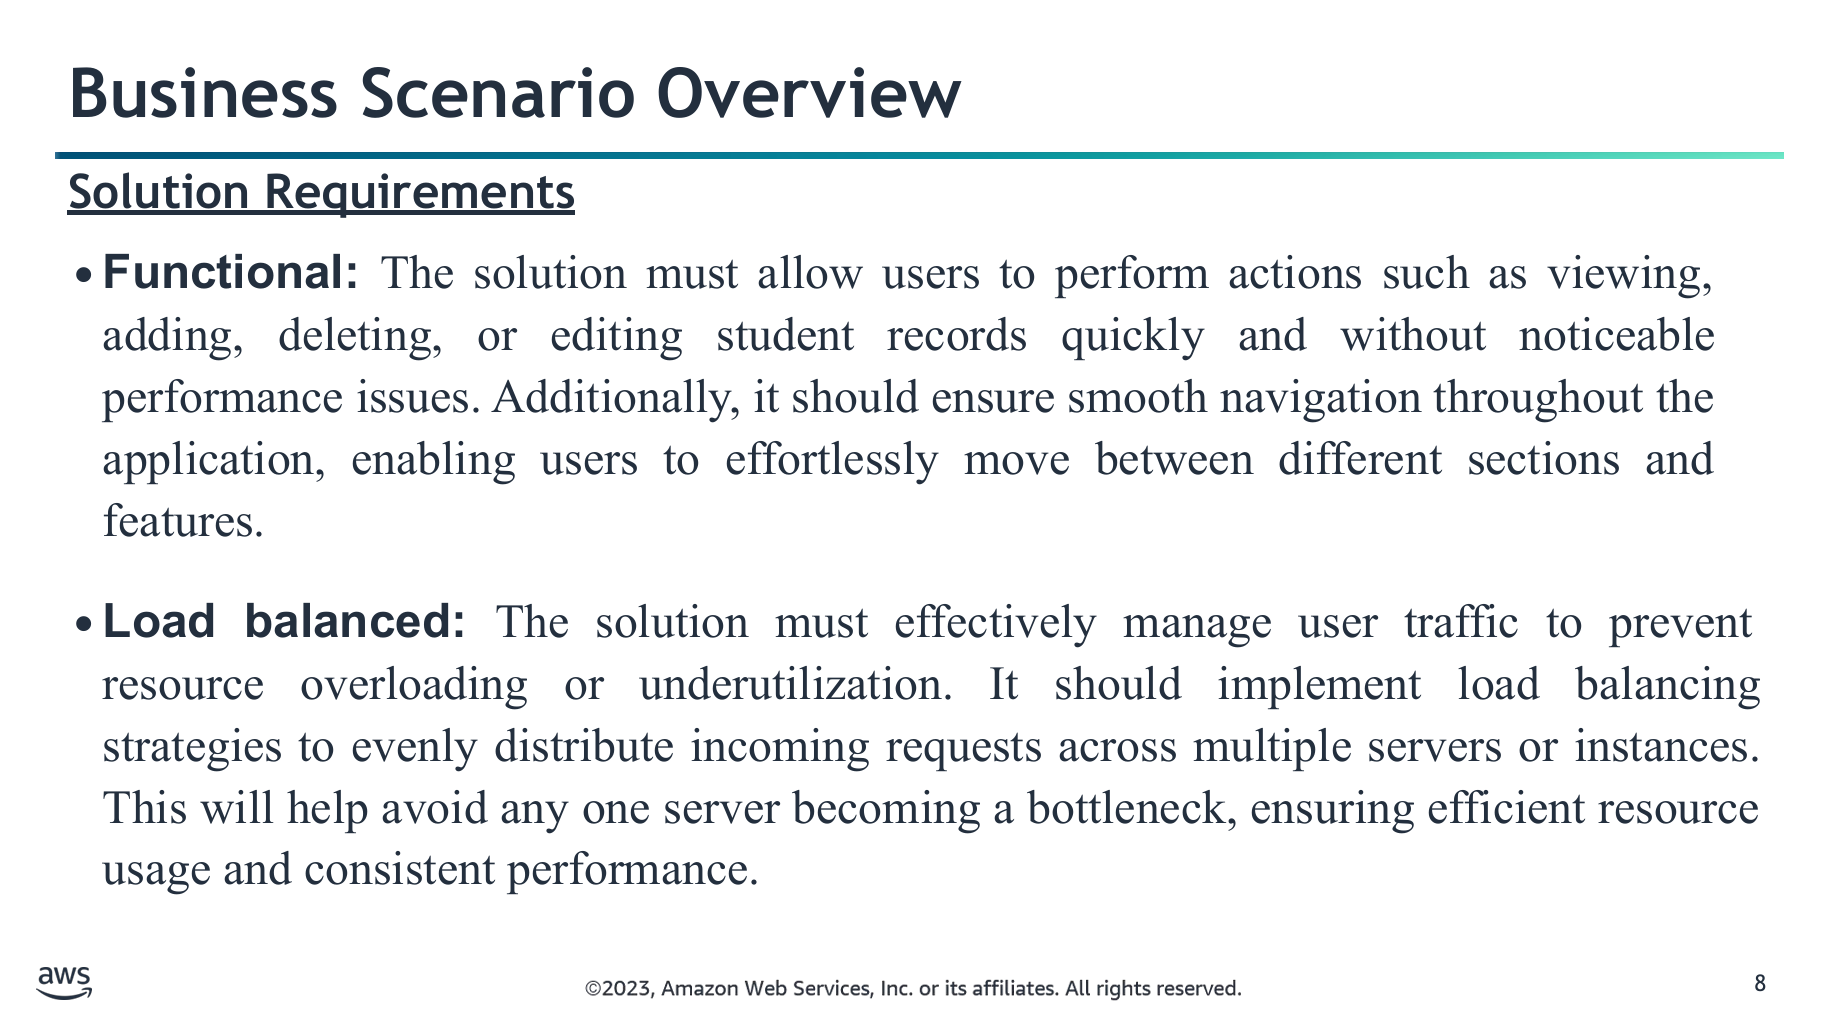 Business Scenario Overview
Solution Requirements
• Functional: The solution must allow users to perform actions such as viewing,
adding, deleting, or editing student records quickly and without noticeable
performance issues. Additionally, it should ensure smooth navigation throughout the
application, enabling users to effortlessly move between different sections and
features.
• Load balanced: The solution must effectively manage user traffic to prevent
resource overloading or underutilization. It should implement load balancing
strategies to evenly distribute incoming requests across multiple servers or instances.
This will help avoid any one server becoming a bottleneck, ensuring efficient resource
usage and consistent performance.
aws
©2023, Amazon Web Services, Inc. or its affiliates. All rights reserved.
8